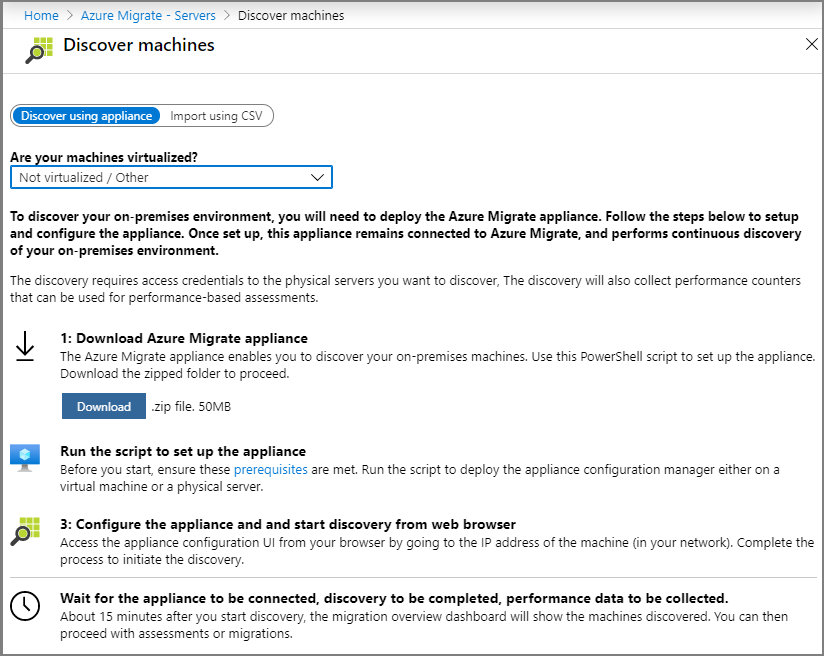 Home > Azure Migrate - Servers > Discover machines
Discover machines
Discover using appliance Import using CSV
Are your machines virtualized?
Not virtualized / Other
To discover your on-premises environment, you will need to deploy the Azure Migrate appliance. Follow the steps below to setup
and configure the appliance. Once set up, this appliance remains connected to Azure Migrate, and performs continuous discovery
of your on-premises environment.
The discovery requires access credentials to the physical servers you want to discover, The discovery will also collect performance counters
that can be used for performance-based assessments.
1: Download Azure Migrate appliance
The Azure Migrate appliance enables you to discover your on-premises machines. Use this PowerShell script to set up the appliance.
Download the zipped folder to proceed.
Download .zip file. 50MB
Run the script to set up the appliance
Before you start, ensure these prerequisites are met. Run the script to deploy the appliance configuration manager either on a
virtual machine or a physical server.
3: Configure the appliance and and start discovery from web browser
Access the appliance configuration UI from your browser by going to the IP address of the machine (in your network). Complete the
process to initiate the discovery.
Wait for the appliance to be connected, discovery to be completed, performance data to be collected.
About 15 minutes after you start discovery, the migration overview dashboard will show the machines discovered. You can then
proceed with assessments or migrations.